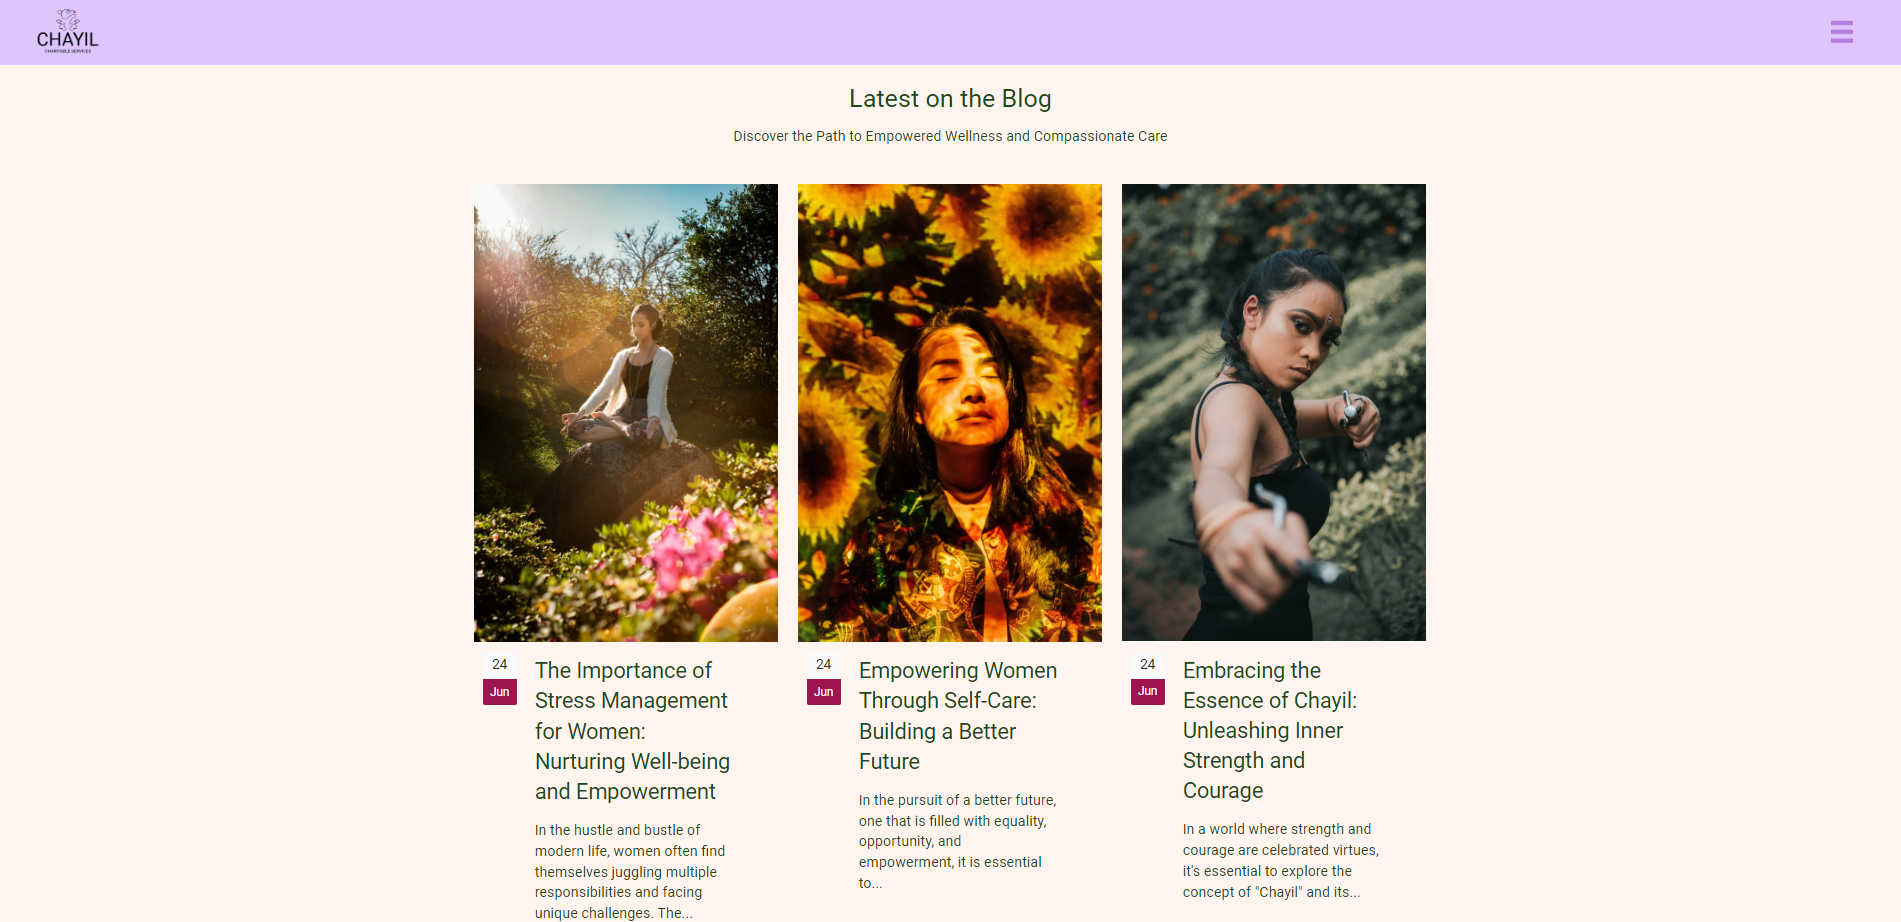 CHAYIL
CHARITABLE SERVICES
Latest on the Blog
Discover the Path to Empowered Wellness and Compassionate Care
24
Jun
The Importance of
Stress Management
for Women:
Nurturing Well-being
and Empowerment
In the hustle and bustle of
modern life, women often find
themselves juggling multiple
responsibilities and facing
unique challenges. The...
24
Jun
Empowering Women
Through Self-Care:
Building a Better
Future
In the pursuit of a better future,
one that is filled with equality,
opportunity, and
empowerment, it is essential
to...
24
Jun
Embracing the
Essence of Chayil:
Unleashing Inner
Strength and
Courage
In a world where strength and
courage are celebrated virtues,
it's essential to explore the
concept of "Chayil" and its...